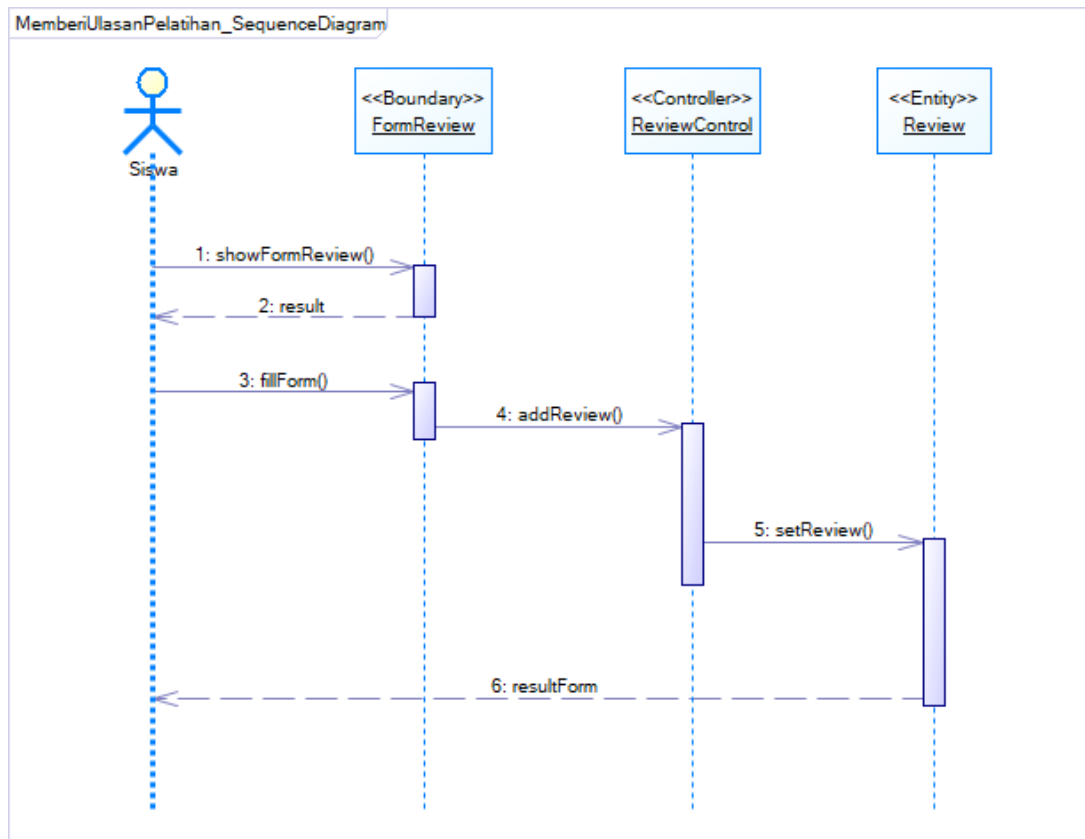 MemberiUlasanPelatihan_SequenceDiagram
Siswa
<<Boundary>>
FormReview
<<Controller>>
ReviewControl
<<Entity>>
Review
1: showFormReview()
2: result
3: fillForm()
4: addReview()
5: setReview()
6: resultForm